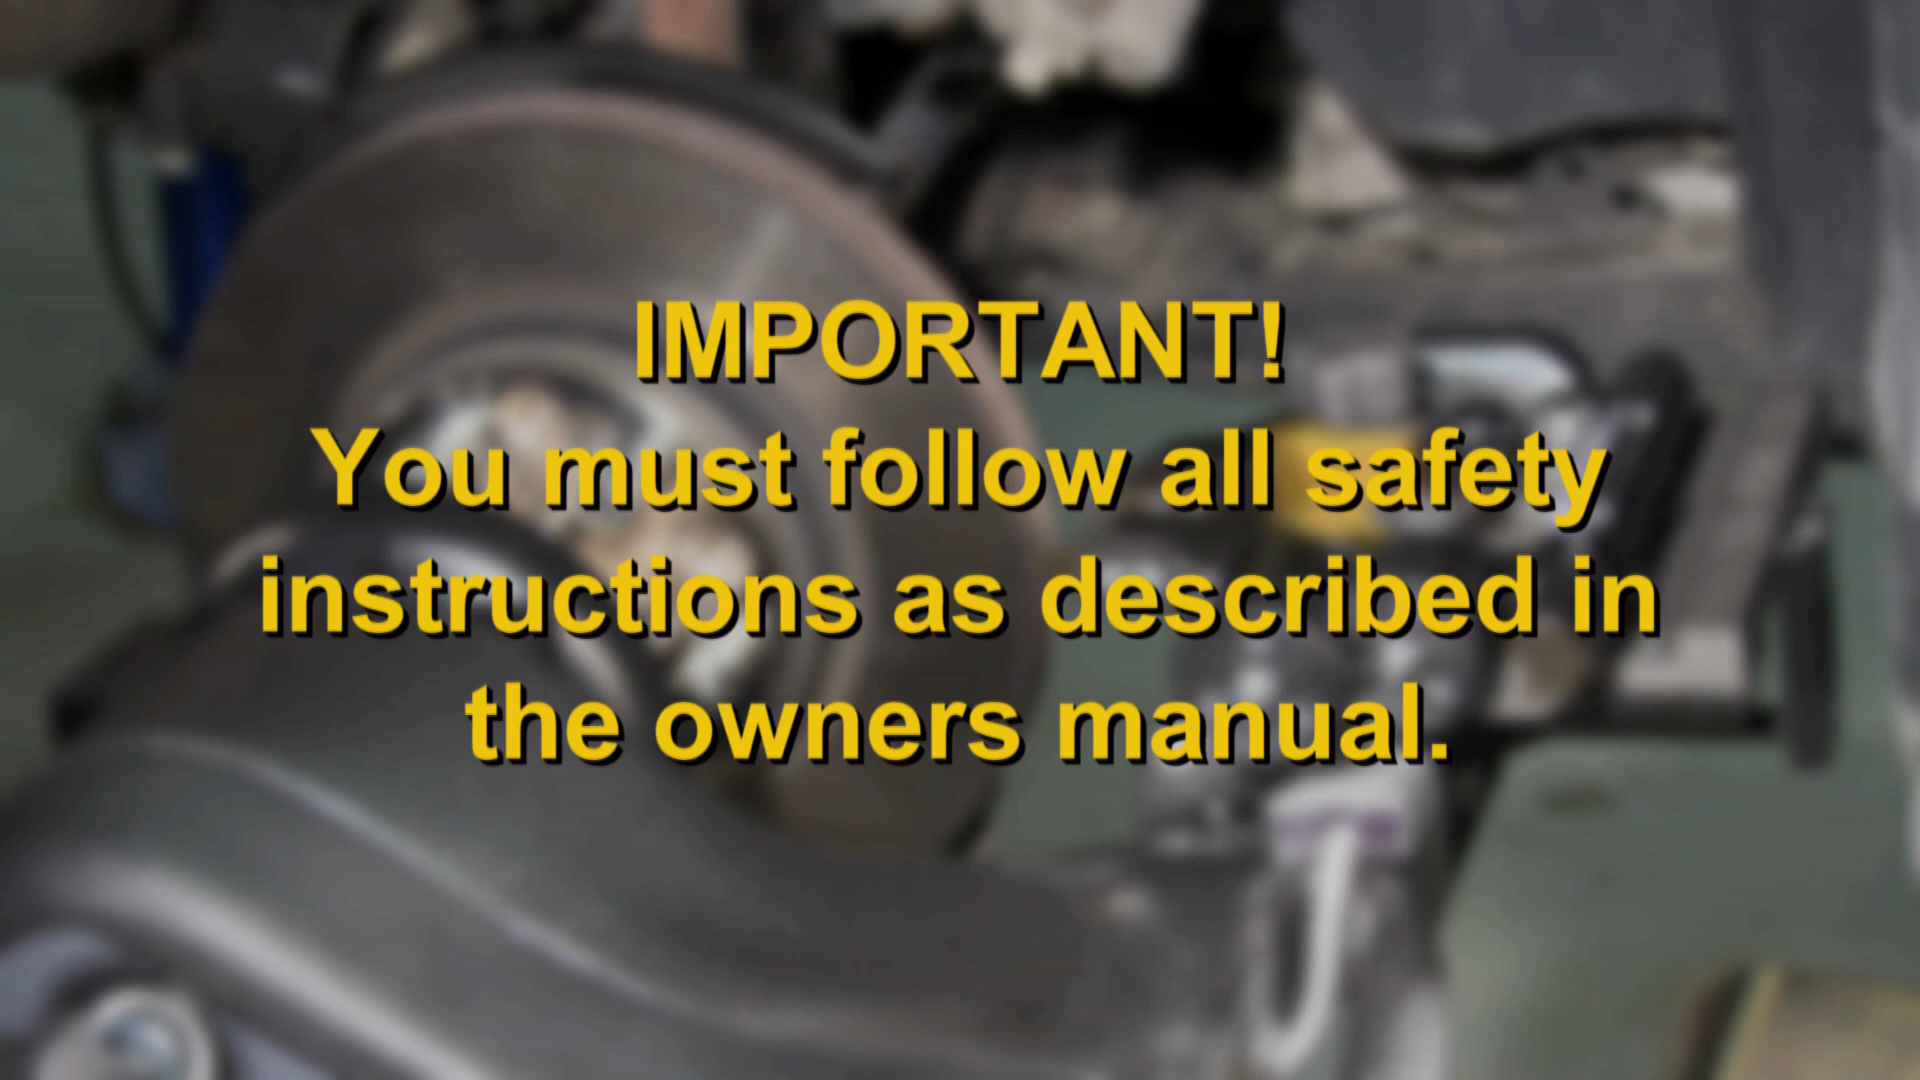 IMPORTANT!
You must follow all safety
instructions as described in
the owners manual.